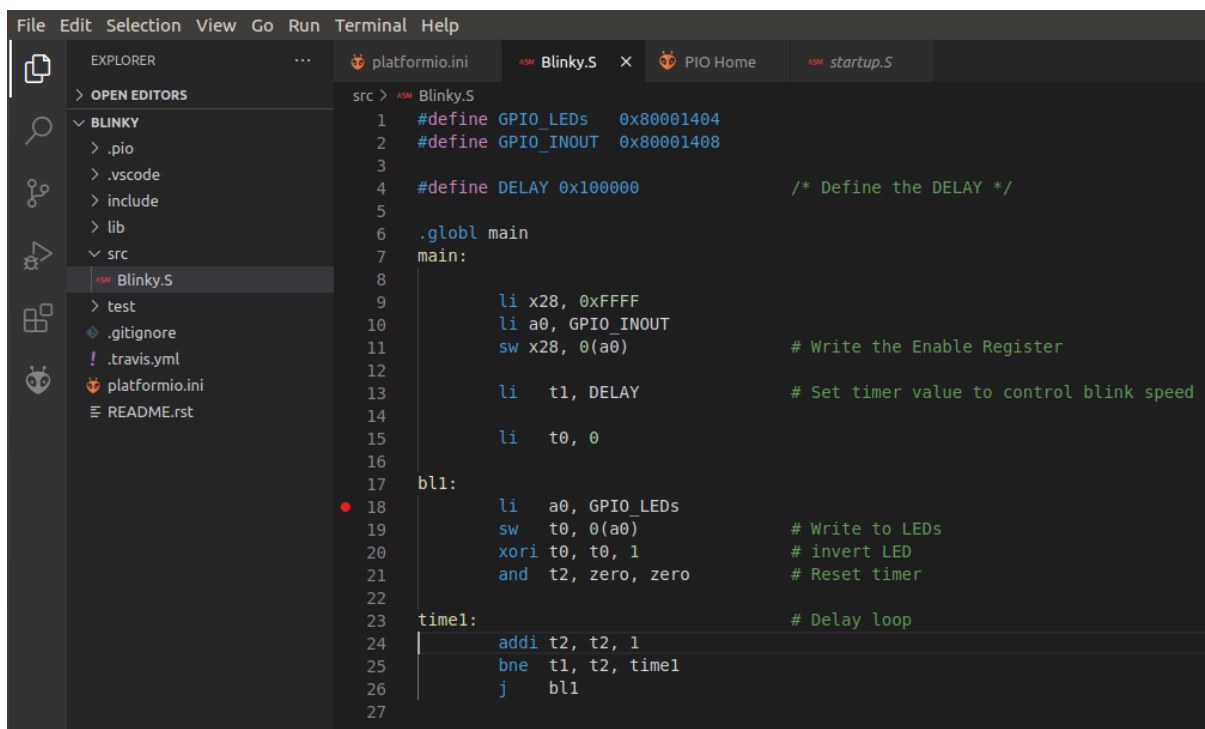 File Edit Selection View Go Run Terminal Help
EXPLORER ...
> OPEN EDITORS
BLINKY
> .pio
> .vscode
> include
> lib
src
ASM Blinky.S
> test
.gitignore
! .travis.yml
platformio.ini
README.rst
platformio.ini ASM Blinky.S × PIO Home ASM startup.S
src > ASM Blinky.S
1 #define GPIO_LEDs 0x80001404
2 #define GPIO_INOUT 0x80001408
3
4 #define DELAY 0x100000 /* Define the DELAY */
5
6 .globl main
7 main:
8
9 li x28, 0xFFFF
10 li a0, GPIO_INOUT
11 sw x28, 0(a0) # Write the Enable Register
12
13 li t1, DELAY # Set timer value to control blink speed
14
15 li t0, 0
16
17 bl1:
18 li a0, GPIO_LEDs
19 sw t0, 0(a0) # Write to LEDs
20 xori t0, t0, 1 # invert LED
21 and t2, zero, zero # Reset timer
22
23 time1: # Delay loop
24 addi t2, t2, 1
25 bne t1, t2, time1
26 j bl1
27